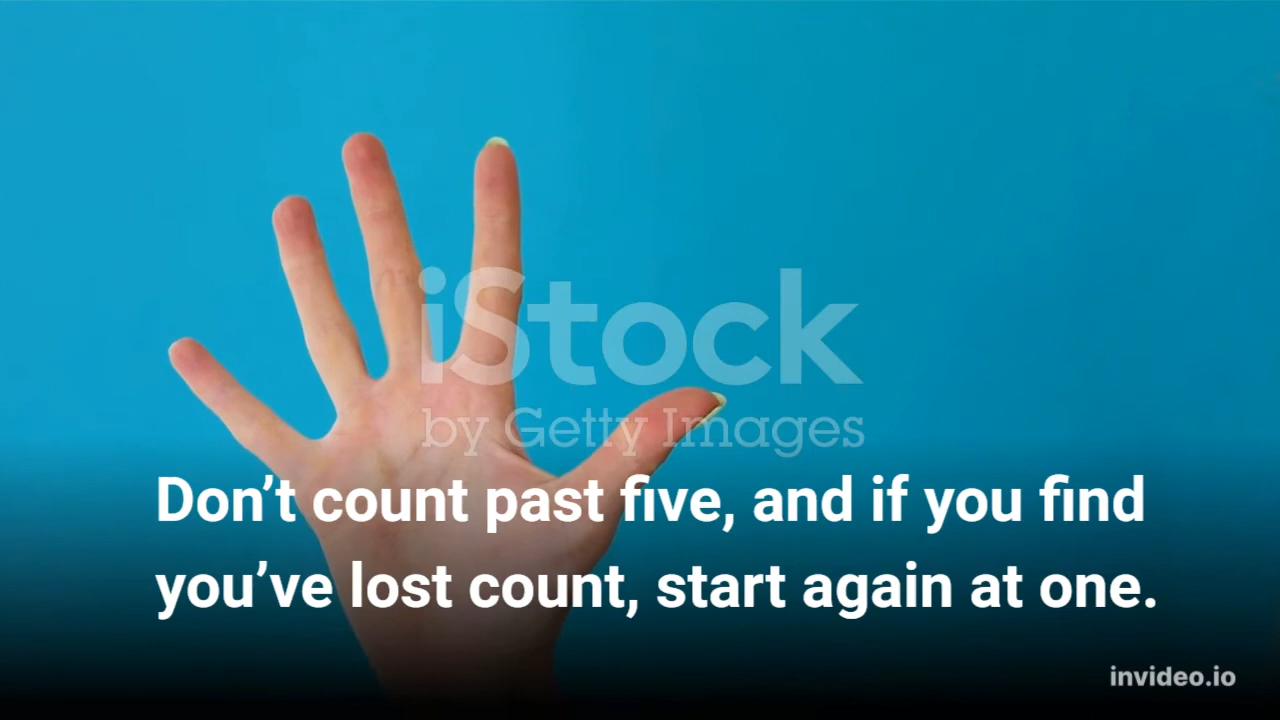 iStock
by Getty Images
Don’t count past five, and if you find
you’ve lost count, start again at one.
invideo.io